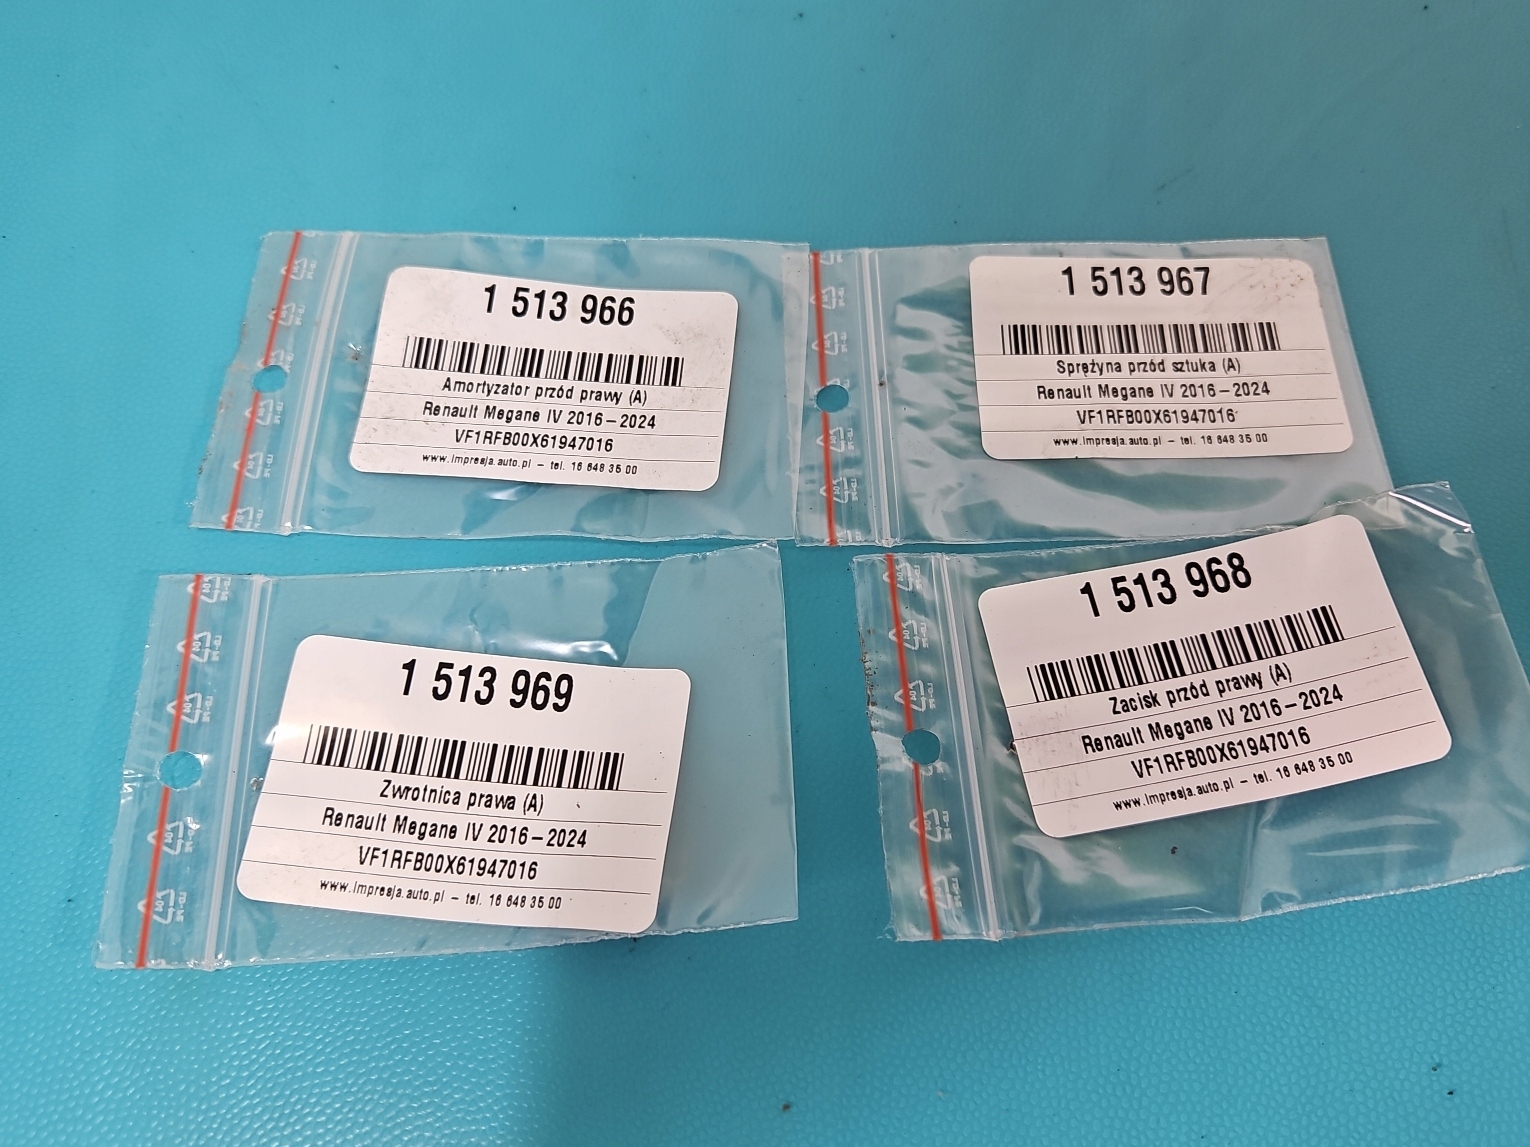 1 513 966
Amortyzator przód prawy (A)
Renault Megane IV 2016-2024
VF1RFB00X61947016
www.impresja.auto.pl - tel. 16 648 35 00
1 513 967
Sprężyna przód sztuka (A)
Renault Megane IV 2016-2024
VF1RFB00X61947016
www.impresja.auto.pl - tel. 16 648 35 00
1 513 969
Zwrotnica prawa (A)
Renault Megane IV 2016-2024
VF1RFB00X61947016
www.impresja.auto.pl - tel. 16 648 35 00
1 513 968
Zacisk przód prawy (A)
Renault Megane IV 2016-2024
VF1RFB00X61947016
www.impresja.auto.pl - tel. 16 648 35 00